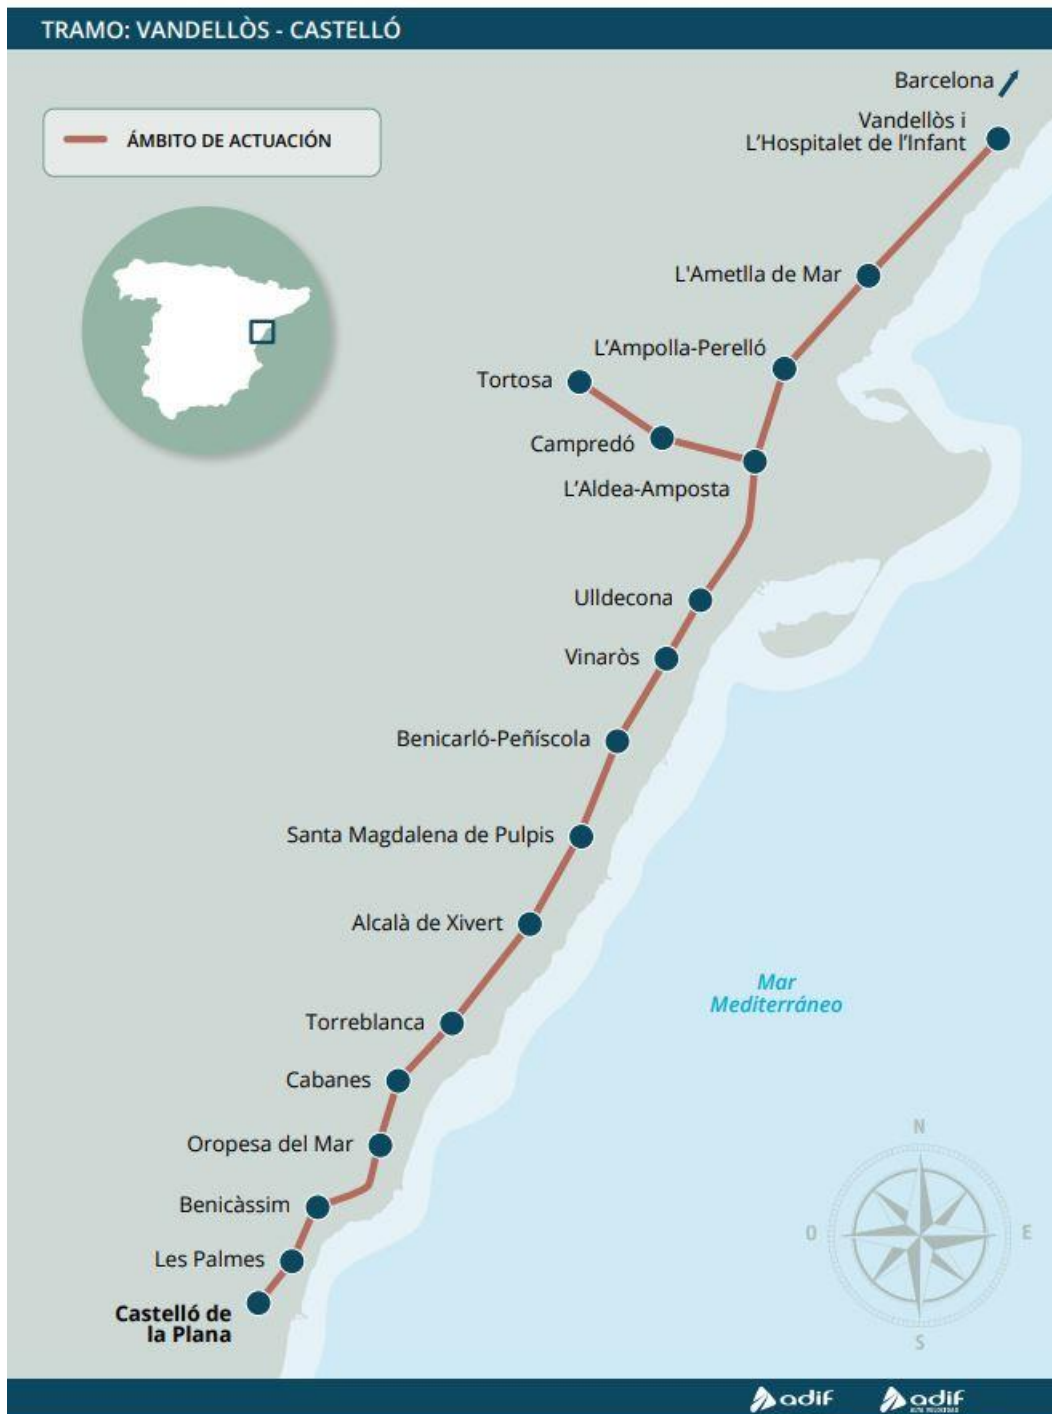 TRAMO: VANDELLÒS - CASTELLÓ
Barcelona
ÁMBITO DE ACTUACIÓN
Vandellòs i
L'Hospitalet de l'Infant
L'Ametlla de Mar
L'Ampolla-Perelló
Tortosa
Campredó
L'Aldea-Amposta
Ulldecona
Vinaròs
Benicarló-Peñíscola
Santa Magdalena de Pulpis
Alcalà de Xivert
Mar
Mediterráneo
Torreblanca
Cabanes
Oropesa del Mar
Benicàssim
Les Palmes
Castelló de
la Plana
N
O
E
S
adif
adif
ALTA VELOCIDAD